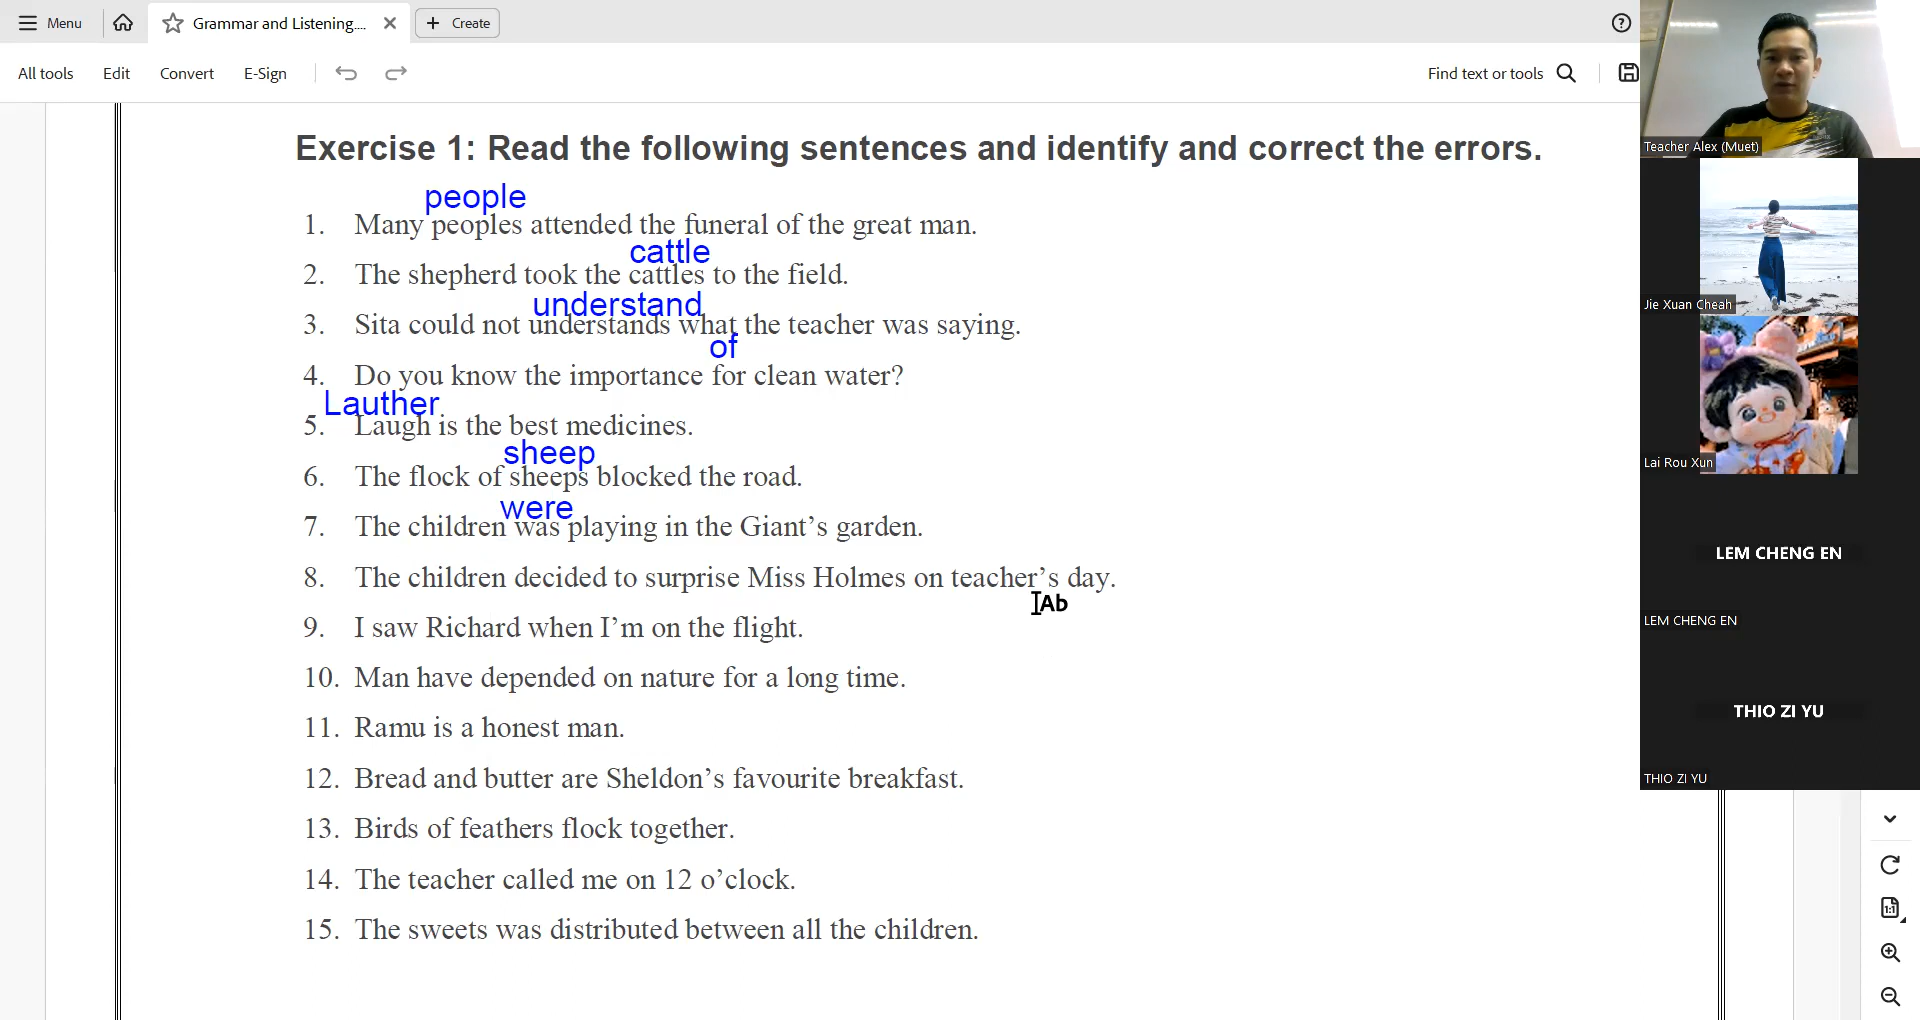 Menu
Grammar and Listening....
Create
All tools
Edit
Convert
E-Sign
Find text or tools
Exercise 1: Read the following sentences and identify and correct the errors.
people
1. Many peoples attended the funeral of the great man.
cattle
2. The shepherd took the cattles to the field.
understand
3. Sita could not understands what the teacher was saying.
of
4. Do you know the importance for clean water?
Lauther
5. Laugh is the best medicines.
sheep
6. The flock of sheeps blocked the road.
were
7. The children was playing in the Giant's garden.
8. The children decided to surprise Miss Holmes on teacher's day.
Ab
9. I saw Richard when I'm on the flight.
10. Man have depended on nature for a long time.
11. Ramu is a honest man.
12. Bread and butter are Sheldon's favourite breakfast.
13. Birds of feathers flock together.
14. The teacher called me on 12 o'clock.
15. The sweets was distributed between all the children.
Teacher Alex (Muet)
Jie Xuan Cheah
Lai Rou Xun
LEM CHENG EN
LEM CHENG EN
THIO ZI YU
THIO ZI YU
1:1